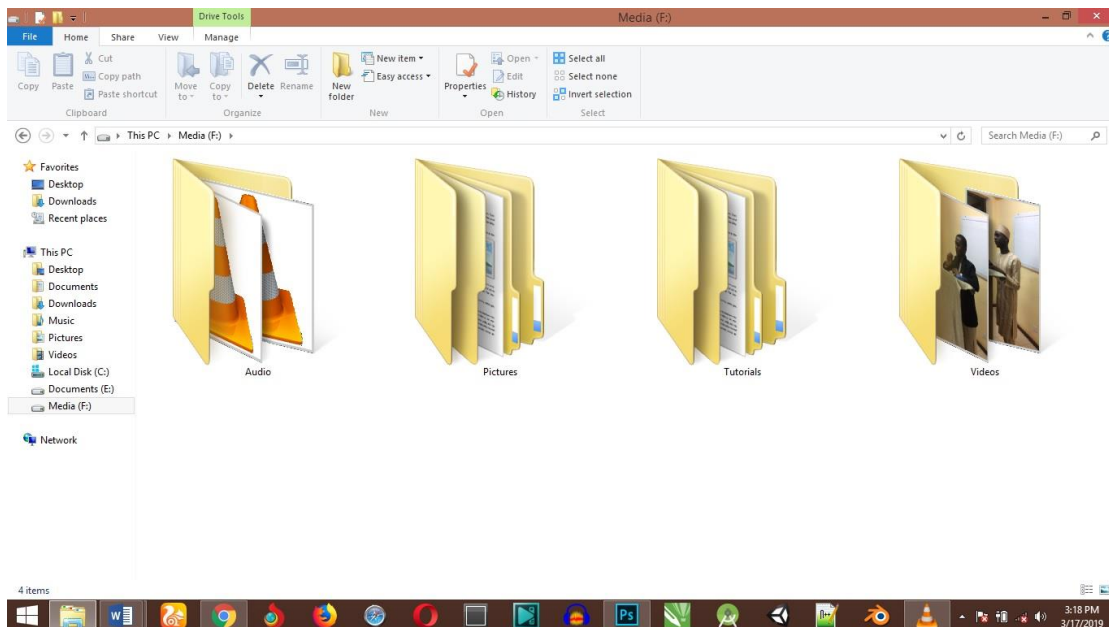 Drive Tools
Media (F:)
File Home Share View Manage
Copy
Paste
Cut
Copy path
Paste shortcut
Clipboard
Move to
Copy to
Delete
Rename
Organize
New folder
New item
Easy access
New
Properties
Open
Edit
History
Open
Select all
Select none
Invert selection
Select
This PC Media (F:)
Search Media (F:)
Favorites
Desktop
Downloads
Recent places
This PC
Desktop
Documents
Downloads
Music
Pictures
Videos
Local Disk (C:)
Documents (E:)
Media (F:)
Network
Audio
Pictures
Tutorials
Videos
4 items
W
Ps
3:18 PM
3/17/2019